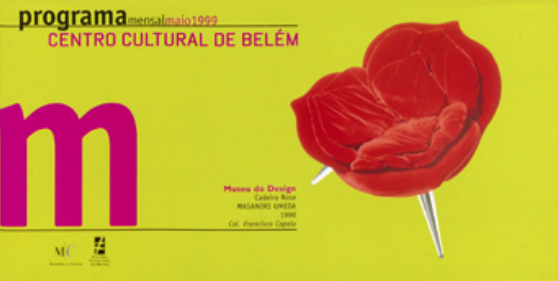 programa mensal maio 1999
CENTRO CULTURAL DE BELÉM
m
Museu do Design
Cadeira Rose
MASANORI UMEDA
1990
Col. Francisco Capelo
MC